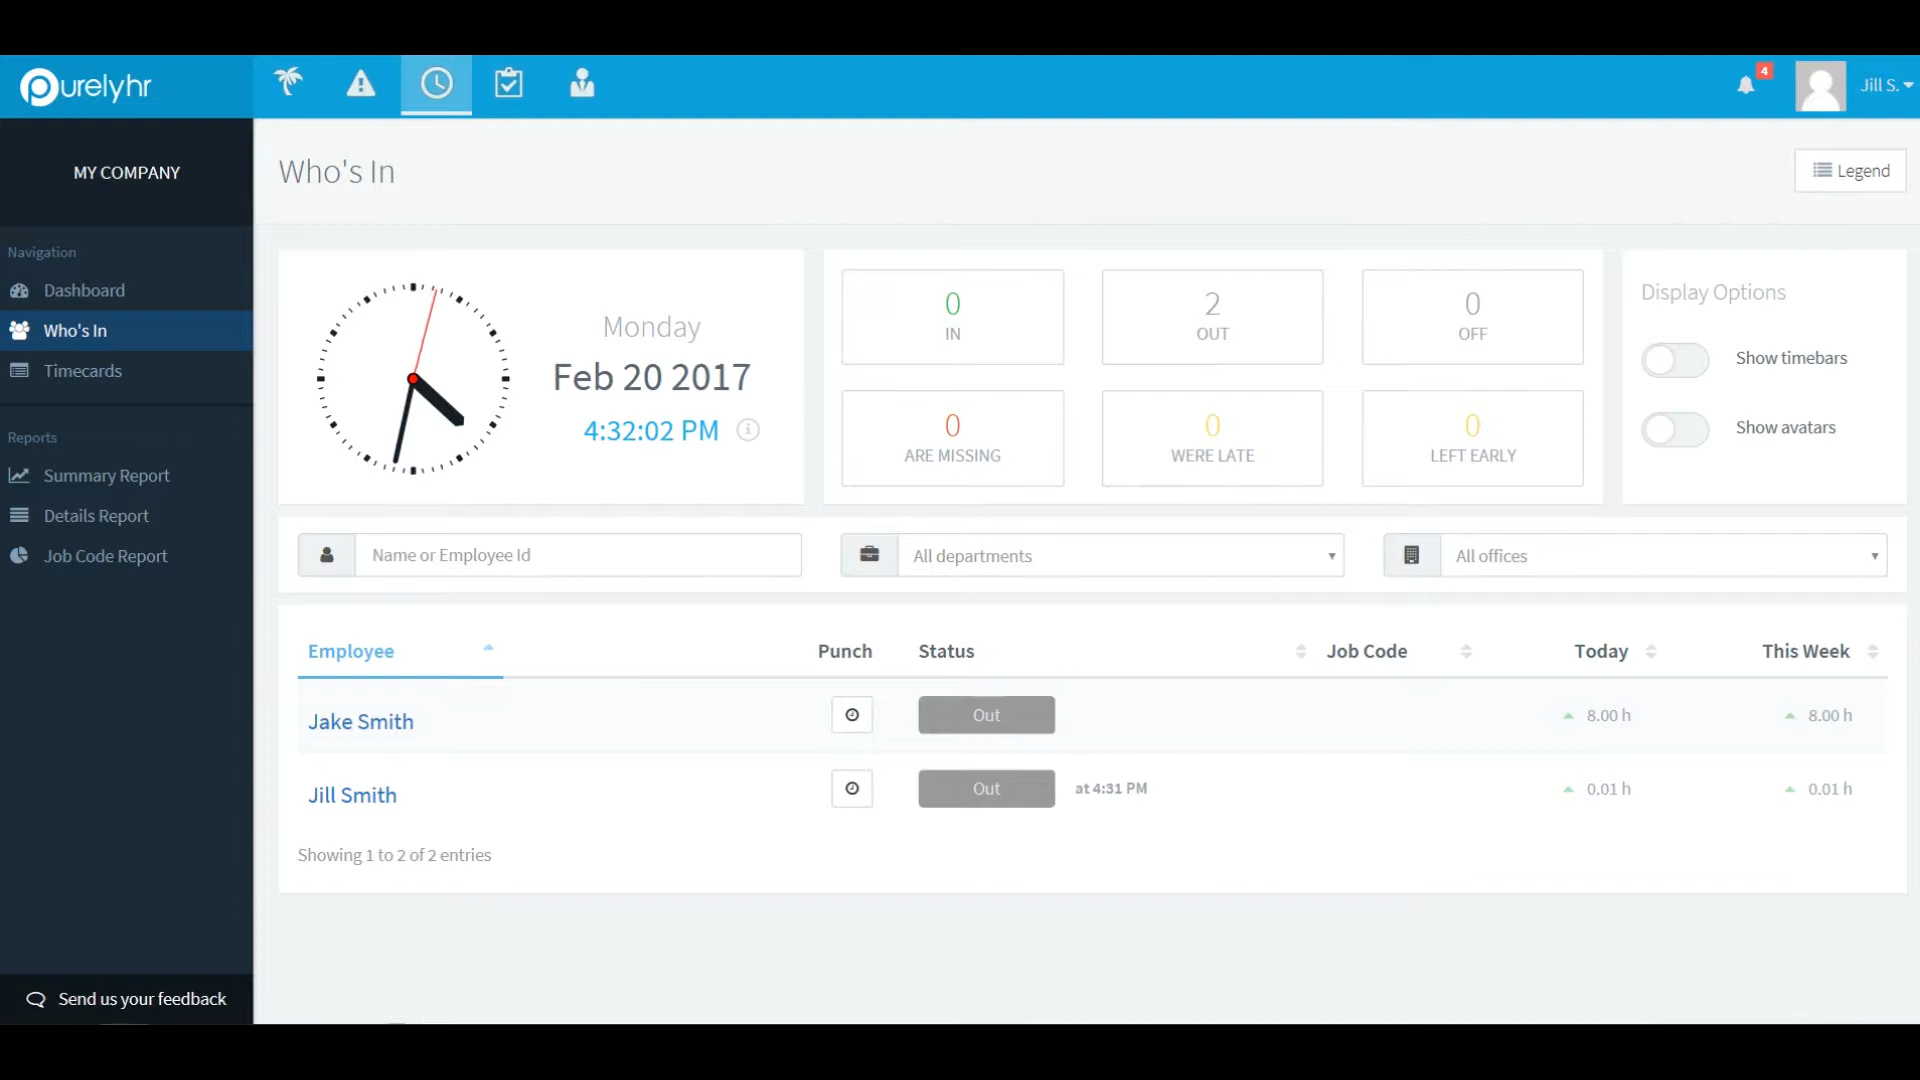 purelyhr
4
Jill S.
MY COMPANY
Who's In
Legend
Navigation
Dashboard
Who's In
Timecards
Reports
Summary Report
Details Report
Job Code Report
Send us your feedback
Monday
Feb 20 2017
4:32:02 PM
0
IN
2
OUT
0
OFF
0
ARE MISSING
0
WERE LATE
0
LEFT EARLY
Display Options
Show timebars
Show avatars
Name or Employee Id
All departments
All offices
Employee Punch Status Job Code Today This Week
Jake Smith Out 8.00 h 8.00 h
Jill Smith Out at 4:31 PM 0.01 h 0.01 h
Showing 1 to 2 of 2 entries